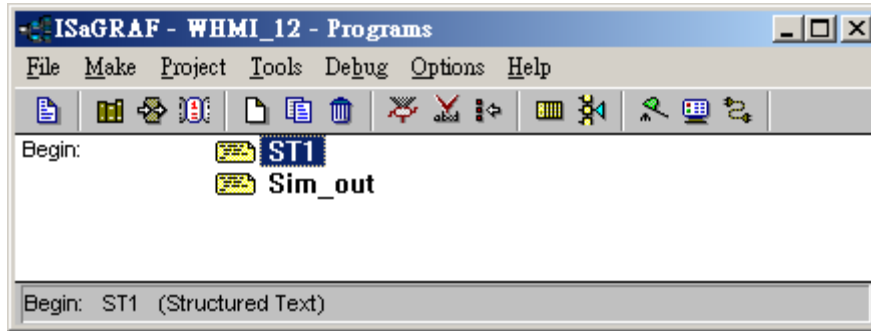 ISaGRAF - WHMI_12 - Programs
File Make Project Tools Debug Options Help
Begin: ST1
Sim_out
Begin: ST1 (Structured Text)